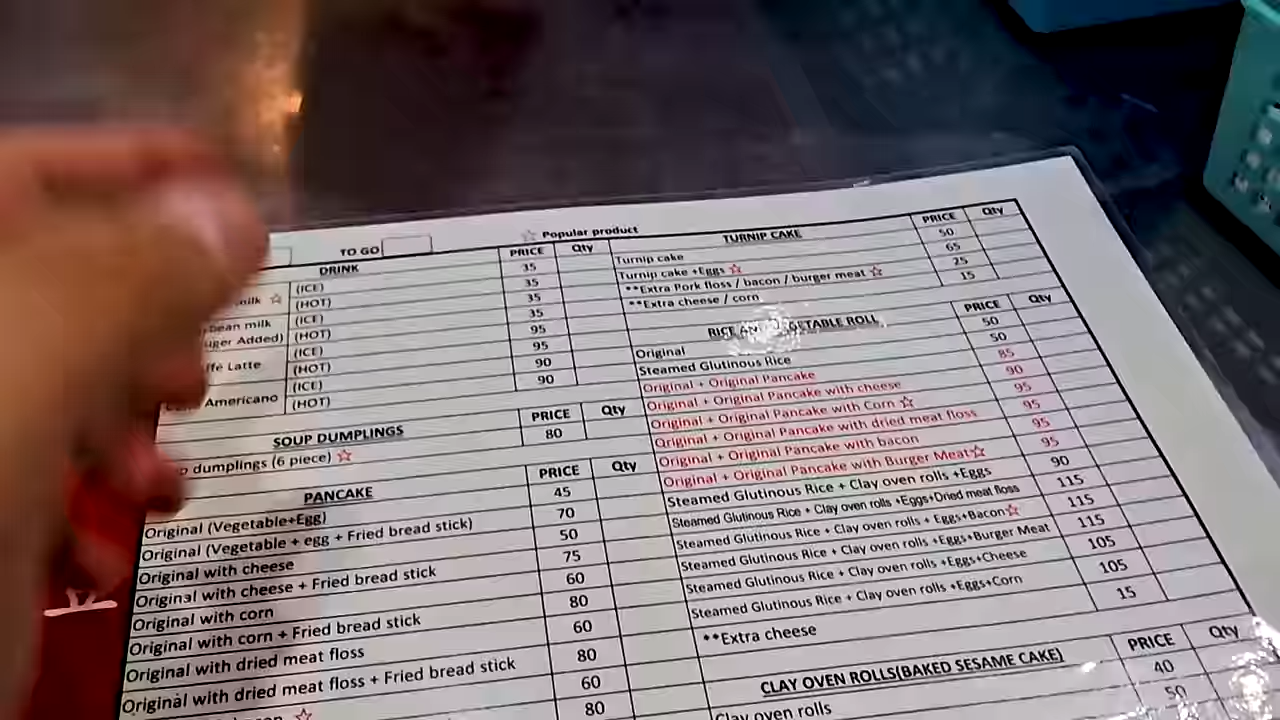 TO GO
☆ Popular product
DRINK PRICE Qty
milk ☆ (ICE) 35
(HOT) 35
bean milk (ICE) 35
Added) (HOT) 35
Latte (ICE) 95
(HOT) 95
Americano (ICE) 90
(HOT) 90
SOUP DUMPLINGS PRICE Qty
dumplings (6 piece) ☆ 80
PANCAKE PRICE Qty
Original (Vegetable+Egg) 45
Original (Vegetable + egg + Fried bread stick) 70
Original with cheese 50
Original with cheese + Fried bread stick 75
Original with corn 60
Original with corn + Fried bread stick 80
Original with dried meat floss 60
Original with dried meat floss + Fried bread stick 80
60
80
TURNIP CAKE PRICE Qty
Turnip cake 50
Turnip cake +Eggs ☆ 65
**Extra Pork floss / bacon / burger meat ☆ 25
**Extra cheese / corn 15
RICE AND VEGETABLE ROLL PRICE Qty
Original 50
Steamed Glutinous Rice 50
Original + Original Pancake 85
Original + Original Pancake with cheese 90
Original + Original Pancake with Corn ☆ 95
Original + Original Pancake with dried meat floss 95
Original + Original Pancake with bacon 95
Original + Original Pancake with Burger Meat☆ 95
Steamed Glutinous Rice + Clay oven rolls +Eggs 90
Steamed Glutinous Rice + Clay oven rolls +Eggs+Dried meat floss 115
Steamed Glutinous Rice + Clay oven rolls + Eggs+Bacon☆ 115
Steamed Glutinous Rice + Clay oven rolls +Eggs+Burger Meat 115
Steamed Glutinous Rice + Clay oven rolls +Eggs+Cheese 105
Steamed Glutinous Rice + Clay oven rolls +Eggs+Corn 105
**Extra cheese 15
CLAY OVEN ROLLS(BAKED SESAME CAKE) PRICE Qty
Clay oven rolls 40
50